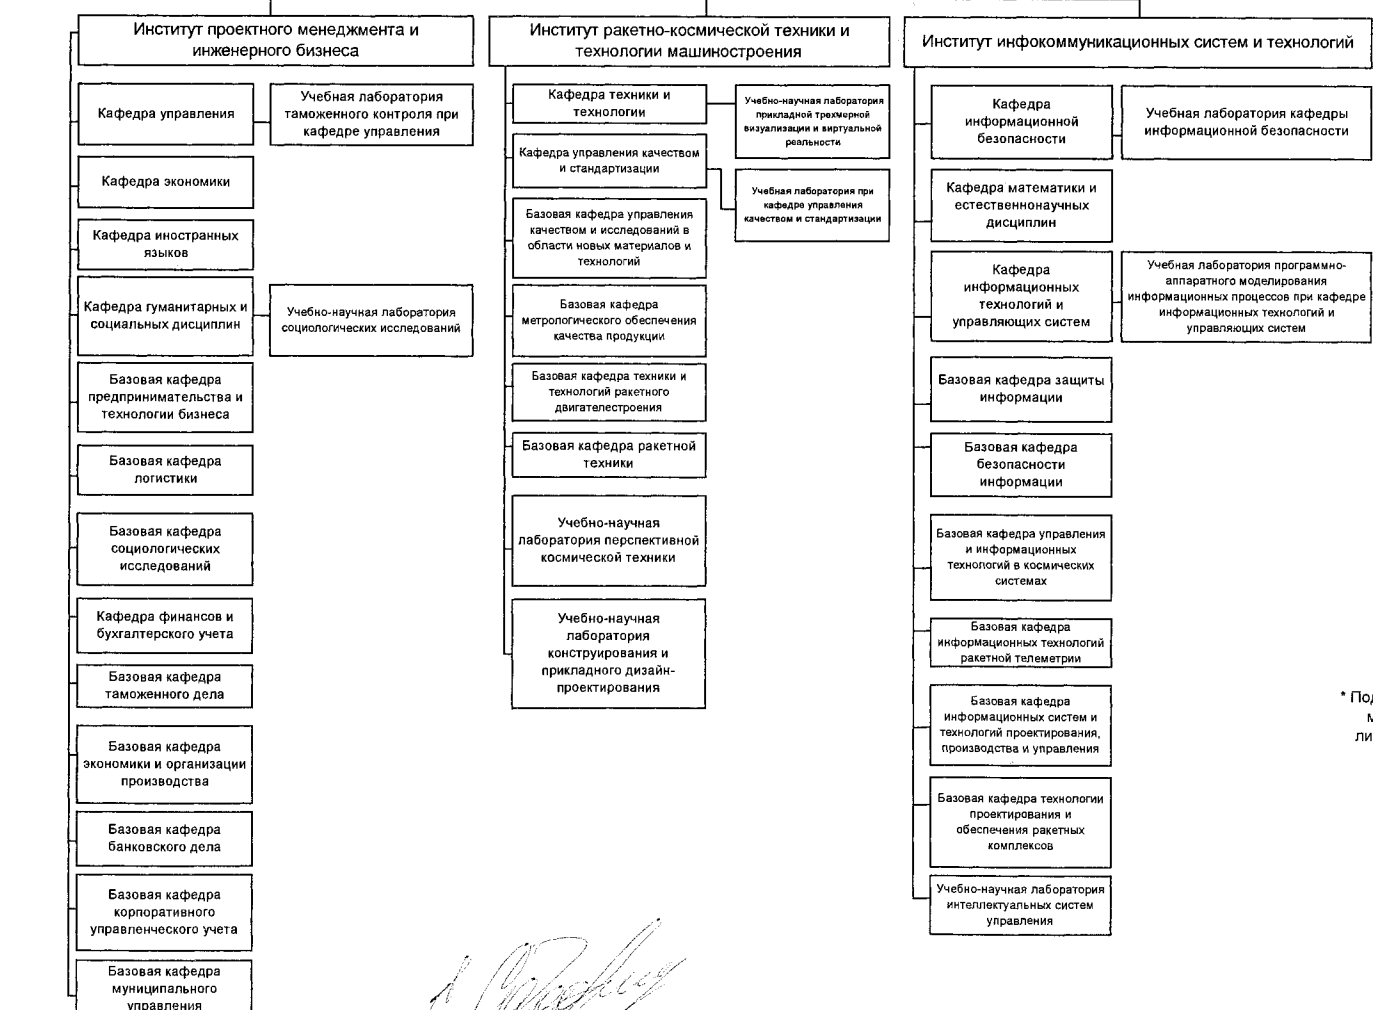 Институт проектного менеджмента и
инженерного бизнеса
Кафедра управления
Учебная лаборатория
таможенного контроля при
кафедре управления
Кафедра экономики
Кафедра иностранных
языков
Кафедра гуманитарных и
социальных дисциплин
Учебно-научная лаборатория
социологических исследований
Базовая кафедра
предпринимательства и
технологии бизнеса
Базовая кафедра
логистики
Базовая кафедра
социологических
исследований
Кафедра финансов и
бухгалтерского учета
Базовая кафедра
таможенного дела
Базовая кафедра
экономики и организации
производства
Базовая кафедра
банковского дела
Базовая кафедра
корпоративного
управленческого учета
Базовая кафедра
муниципального
управления
Институт ракетно-космической техники и
технологии машиностроения
Кафедра техники и
технологии
Учебно-научная лаборатория
прикладной трехмерной
визуализации и виртуальной
реальности
Кафедра управления качеством
и стандартизации
Учебная лаборатория при
кафедре управления
качеством и стандартизации
Базовая кафедра управления
качеством и исследований в
области новых материалов и
технологий
Базовая кафедра
метрологического обеспечения
качества продукции
Базовая кафедра техники и
технологий ракетного
двигателестроения
Базовая кафедра ракетной
техники
Учебно-научная
лаборатория перспективной
космической техники
Учебно-научная
лаборатория
конструирования и
прикладного дизайн-
проектирования
Институт инфокоммуникационных систем и технологий
Кафедра
информационной
безопасности
Учебная лаборатория кафедры
информационной безопасности
Кафедра математики и
естественнонаучных
дисциплин
Кафедра
информационных
технологий и
управляющих систем
Учебная лаборатория программно-
аппаратного моделирования
информационных процессов при кафедре
информационных технологий и
управляющих систем
Базовая кафедра защиты
информации
Базовая кафедра
безопасности
информации
Базовая кафедра управления
и информационных
технологий в космических
системах
Базовая кафедра
информационных технологий
ракетной телеметрии
Базовая кафедра
информационных систем и
технологий проектирования,
производства и управления
Базовая кафедра технологии
проектирования и
обеспечения ракетных
комплексов
Учебно-научная лаборатория
интеллектуальных систем
управления
* Под
м
ли